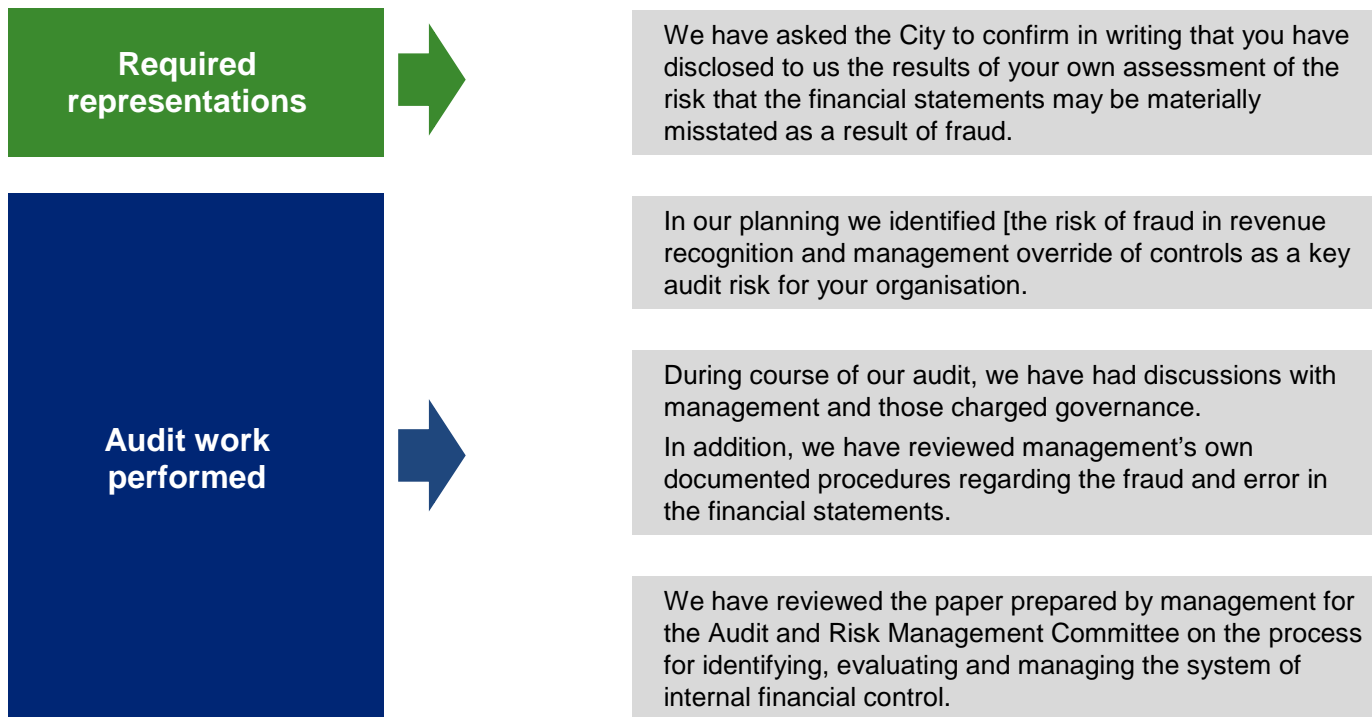 Required
representations
We have asked the City to confirm in writing that you have
disclosed to us the results of your own assessment of the
risk that the financial statements may be materially
misstated as a result of fraud.
Audit work
performed
In our planning we identified [the risk of fraud in revenue
recognition and management override of controls as a key
audit risk for your organisation.
During course of our audit, we have had discussions with
management and those charged governance.
In addition, we have reviewed management’s own
documented procedures regarding the fraud and error in
the financial statements.
We have reviewed the paper prepared by management for
the Audit and Risk Management Committee on the process
for identifying, evaluating and managing the system of
internal financial control.